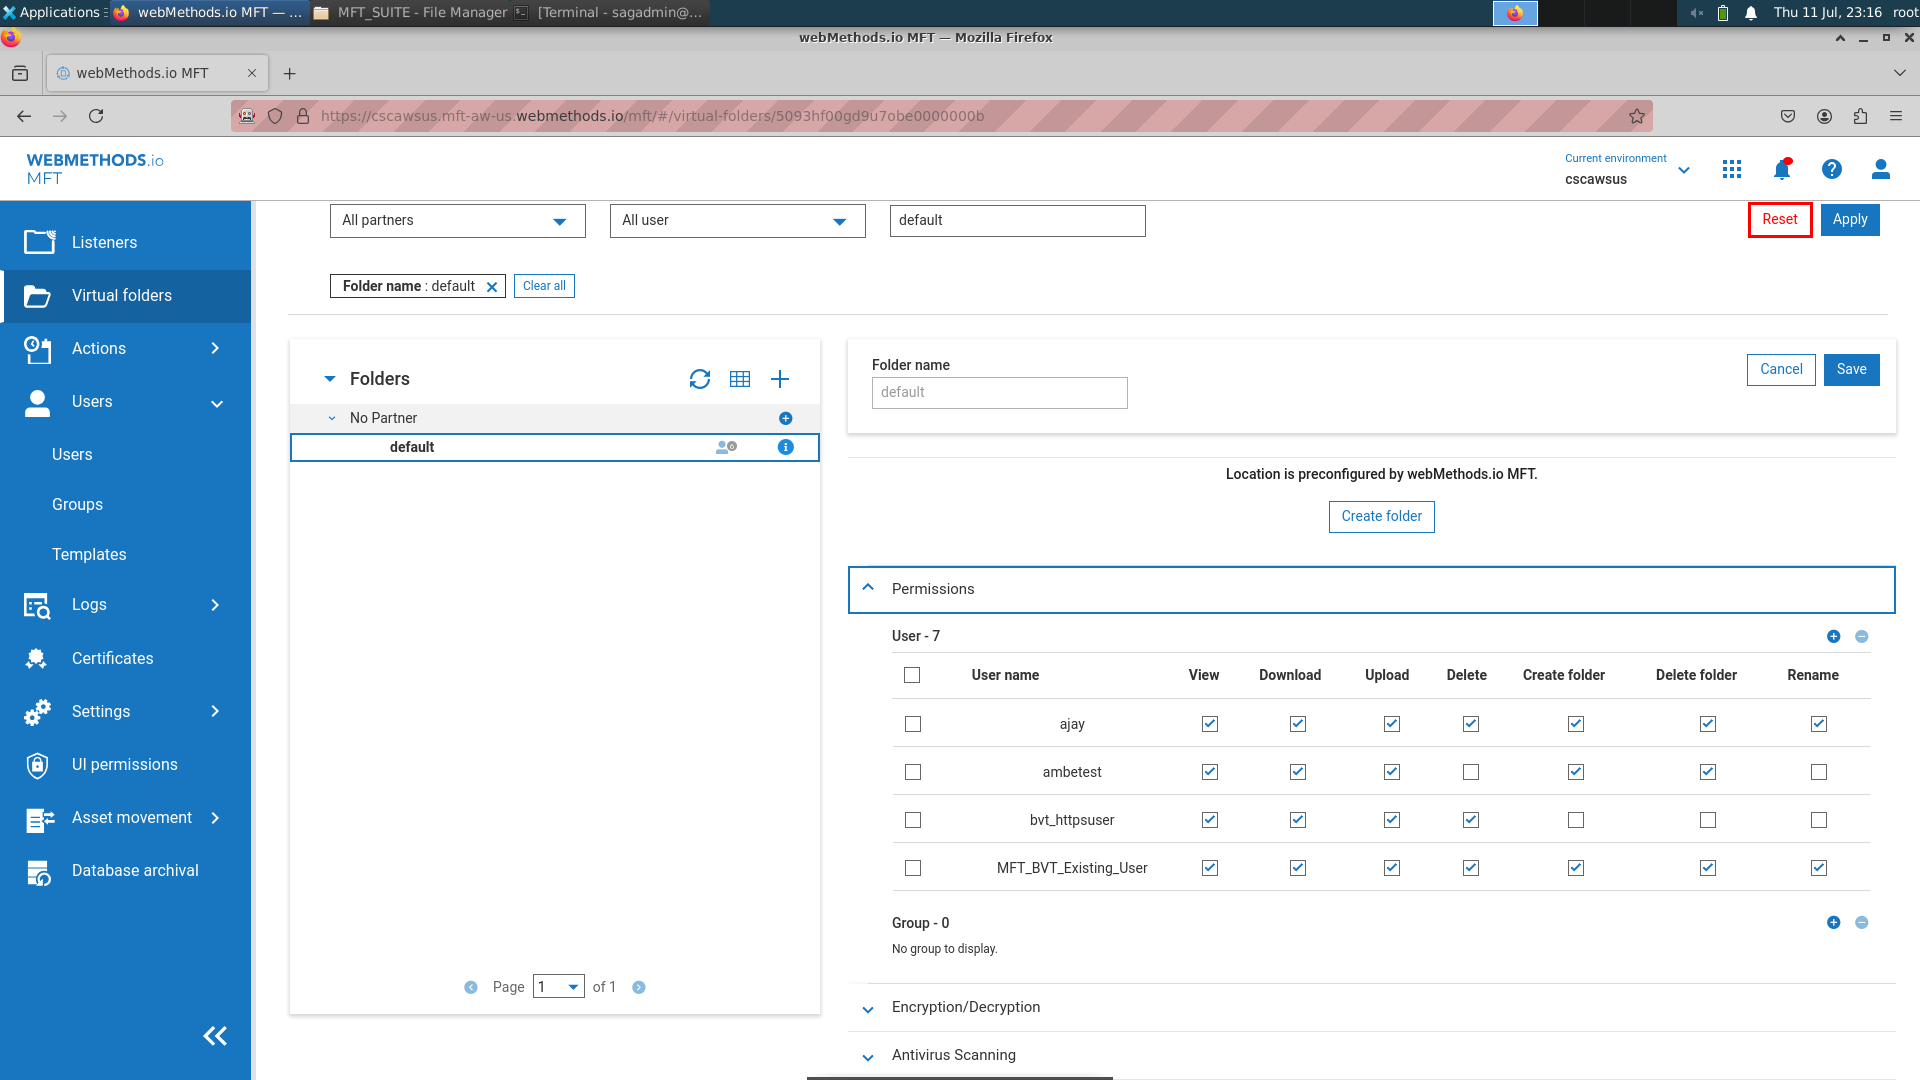 Applications
webMethods.io MFT — ...
MFT_SUITE - File Manager
[Terminal - sagadmin@...
Thu 11 Jul, 23:16
root
webMethods.io MFT — Mozilla Firefox
webMethods.io MFT
https://cscawsus.mft-aw-us.webmethods.io/mft/#/virtual-folders/5093hf00gd9u7obe0000000b
WEBMETHODS.io
MFT
Current environment
cscawsus
Listeners
Virtual folders
Actions
Users
Users
Groups
Templates
Logs
Certificates
Settings
UI permissions
Asset movement
Database archival
All partners
All user
default
Reset
Apply
Folder name : default
Clear all
Folders
No Partner
default
Page 1 of 1
Folder name
default
Cancel
Save
Location is preconfigured by webMethods.io MFT.
Create folder
Permissions
User - 7
User name View Download Upload Delete Create folder Delete folder Rename
ajay
ambetest
bvt_httpsuser
MFT_BVT_Existing_User
Group - 0
No group to display.
Encryption/Decryption
Antivirus Scanning